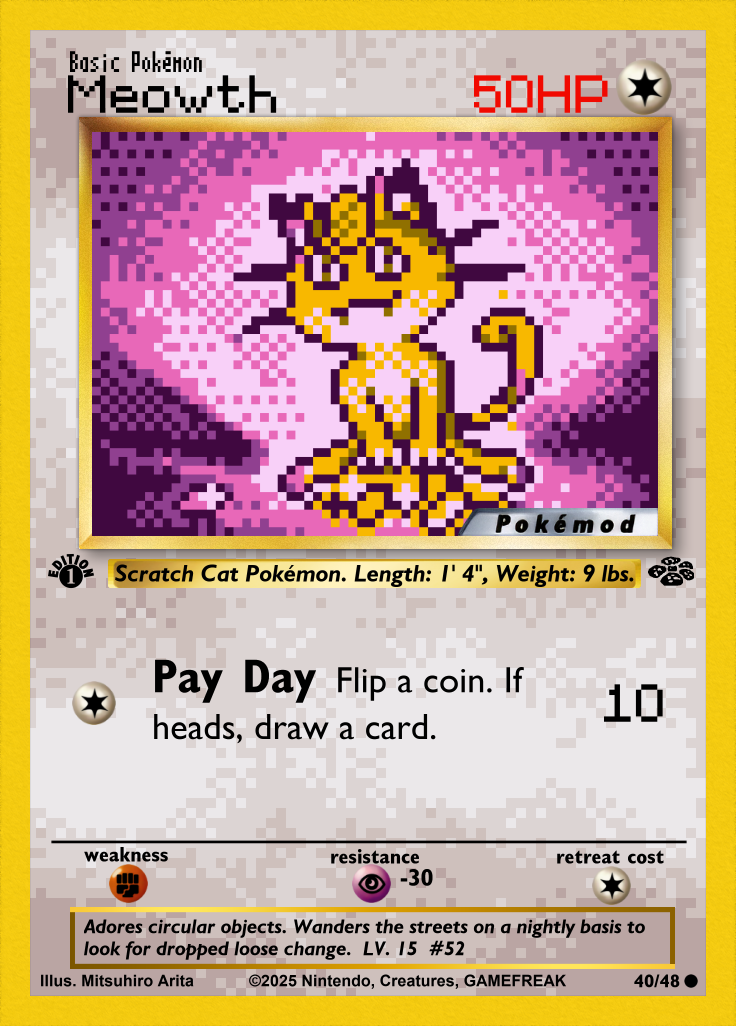 Basic Pokémon
Meowth 50HP
Pokémod
EDITION 1
Scratch Cat Pokémon. Length: 1' 4", Weight: 9 lbs.
Pay Day Flip a coin. If
heads, draw a card.
10
weakness resistance retreat cost
-30
Adores circular objects. Wanders the streets on a nightly basis to
look for dropped loose change. LV. 15 #52
Illus. Mitsuhiro Arita ©2025 Nintendo, Creatures, GAMEFREAK 40/48